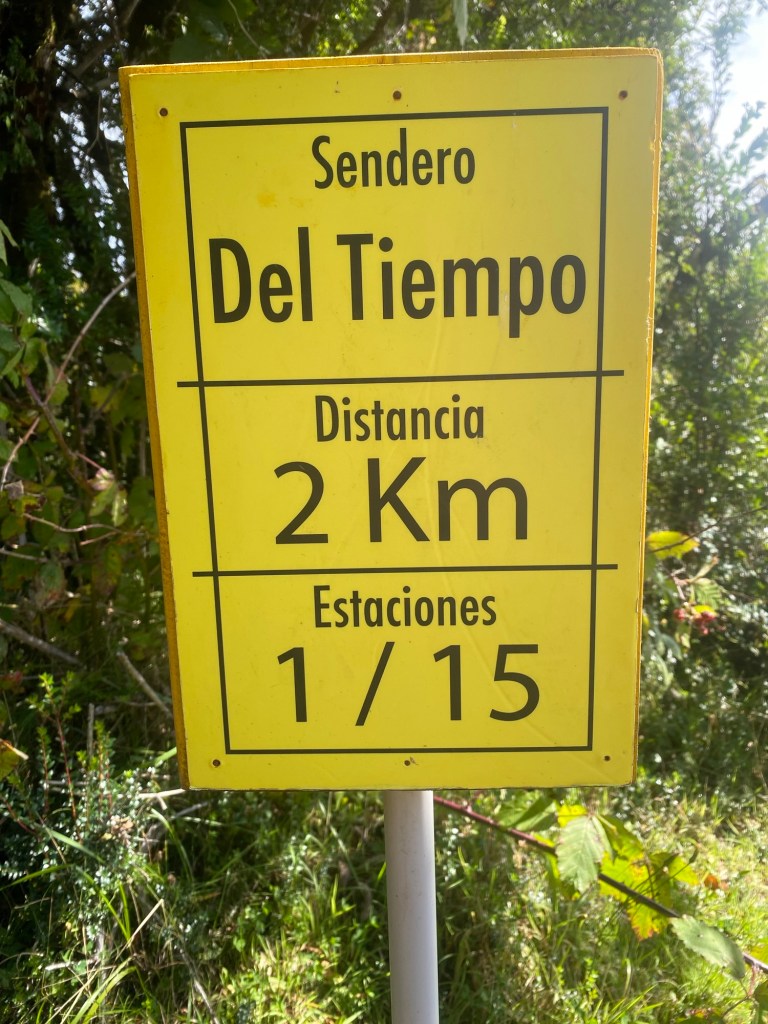 Sendero
Del Tiempo
Distancia
2 Km
Estaciones
1 / 15